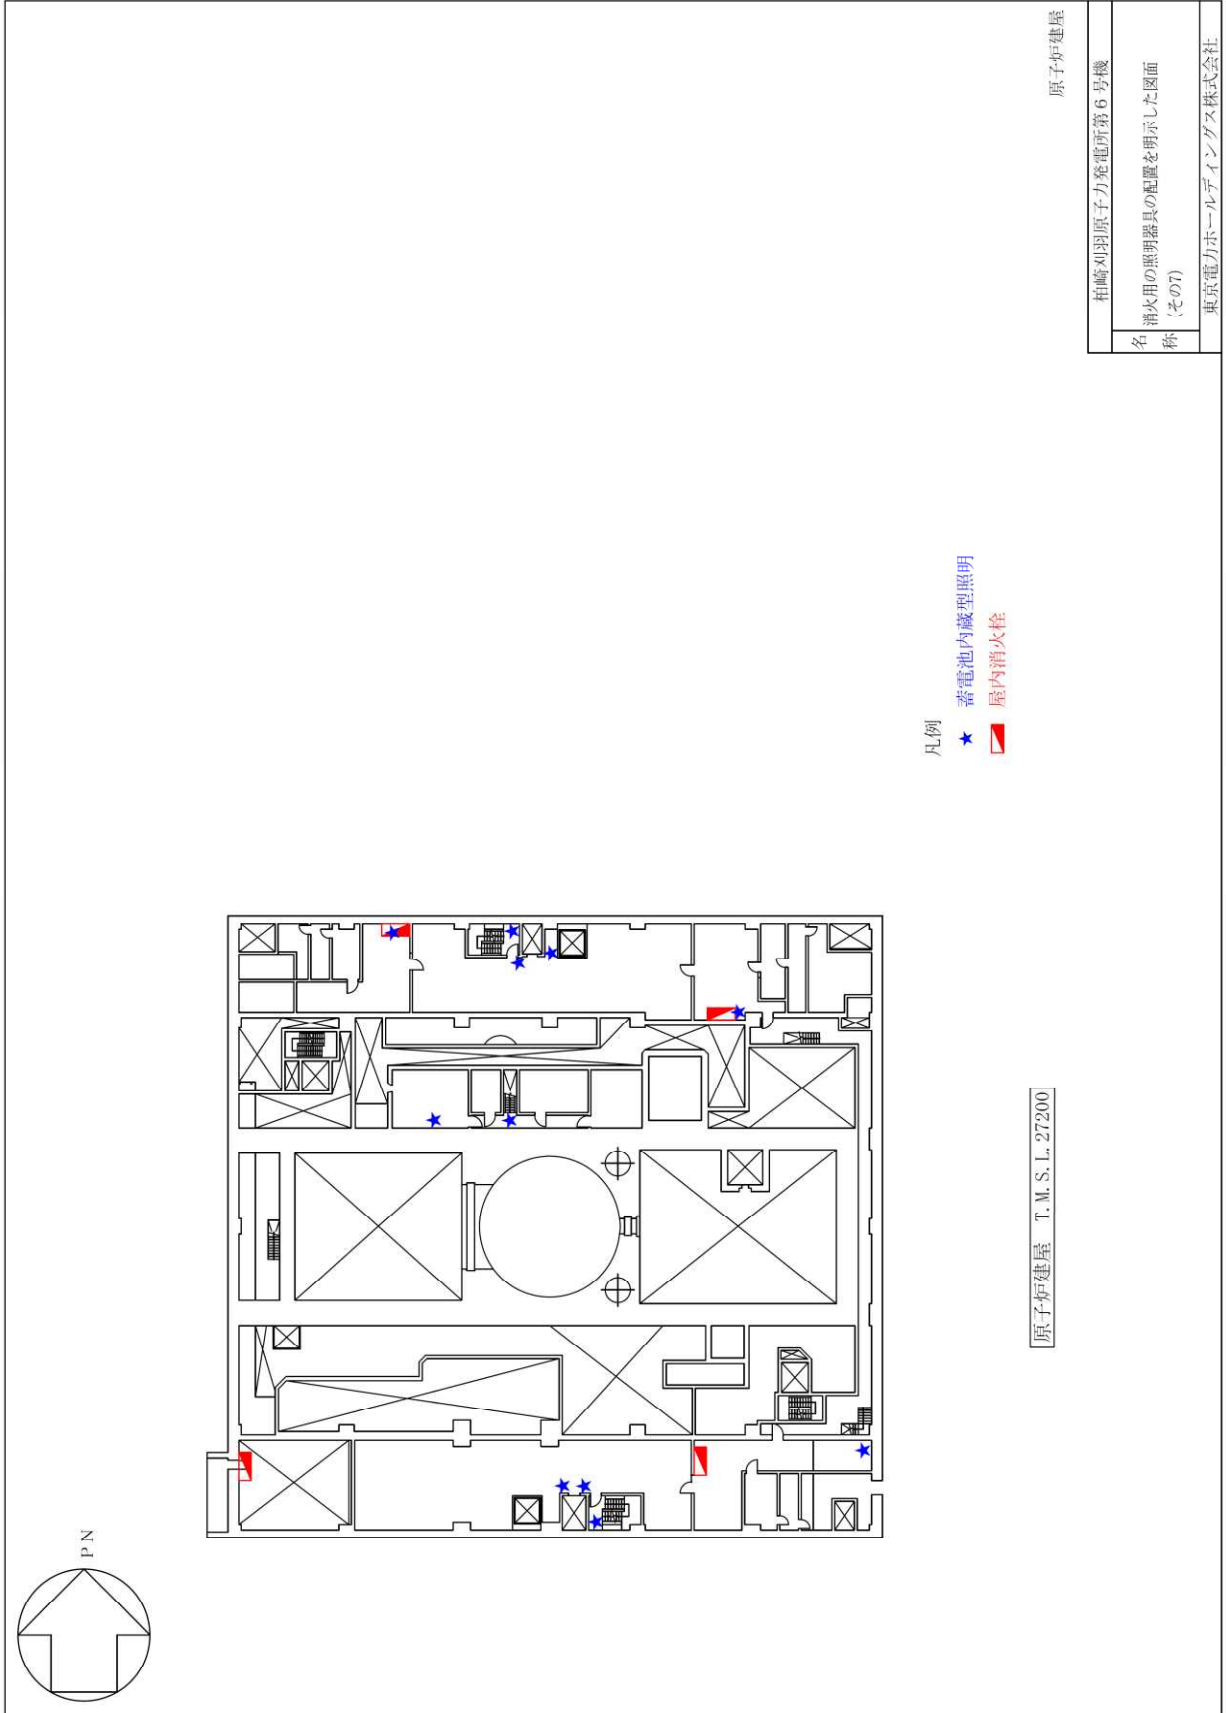 PN
原子炉建屋 T.M.S.L.27200
凡例
★ 蓄電池内蔵型照明
屋内消火栓
原子炉建屋
柏崎刈羽原子力発電所第6号機
名称
消火用の照明器具の配置を明示した図面
(その7)
東京電力ホールディングス株式会社